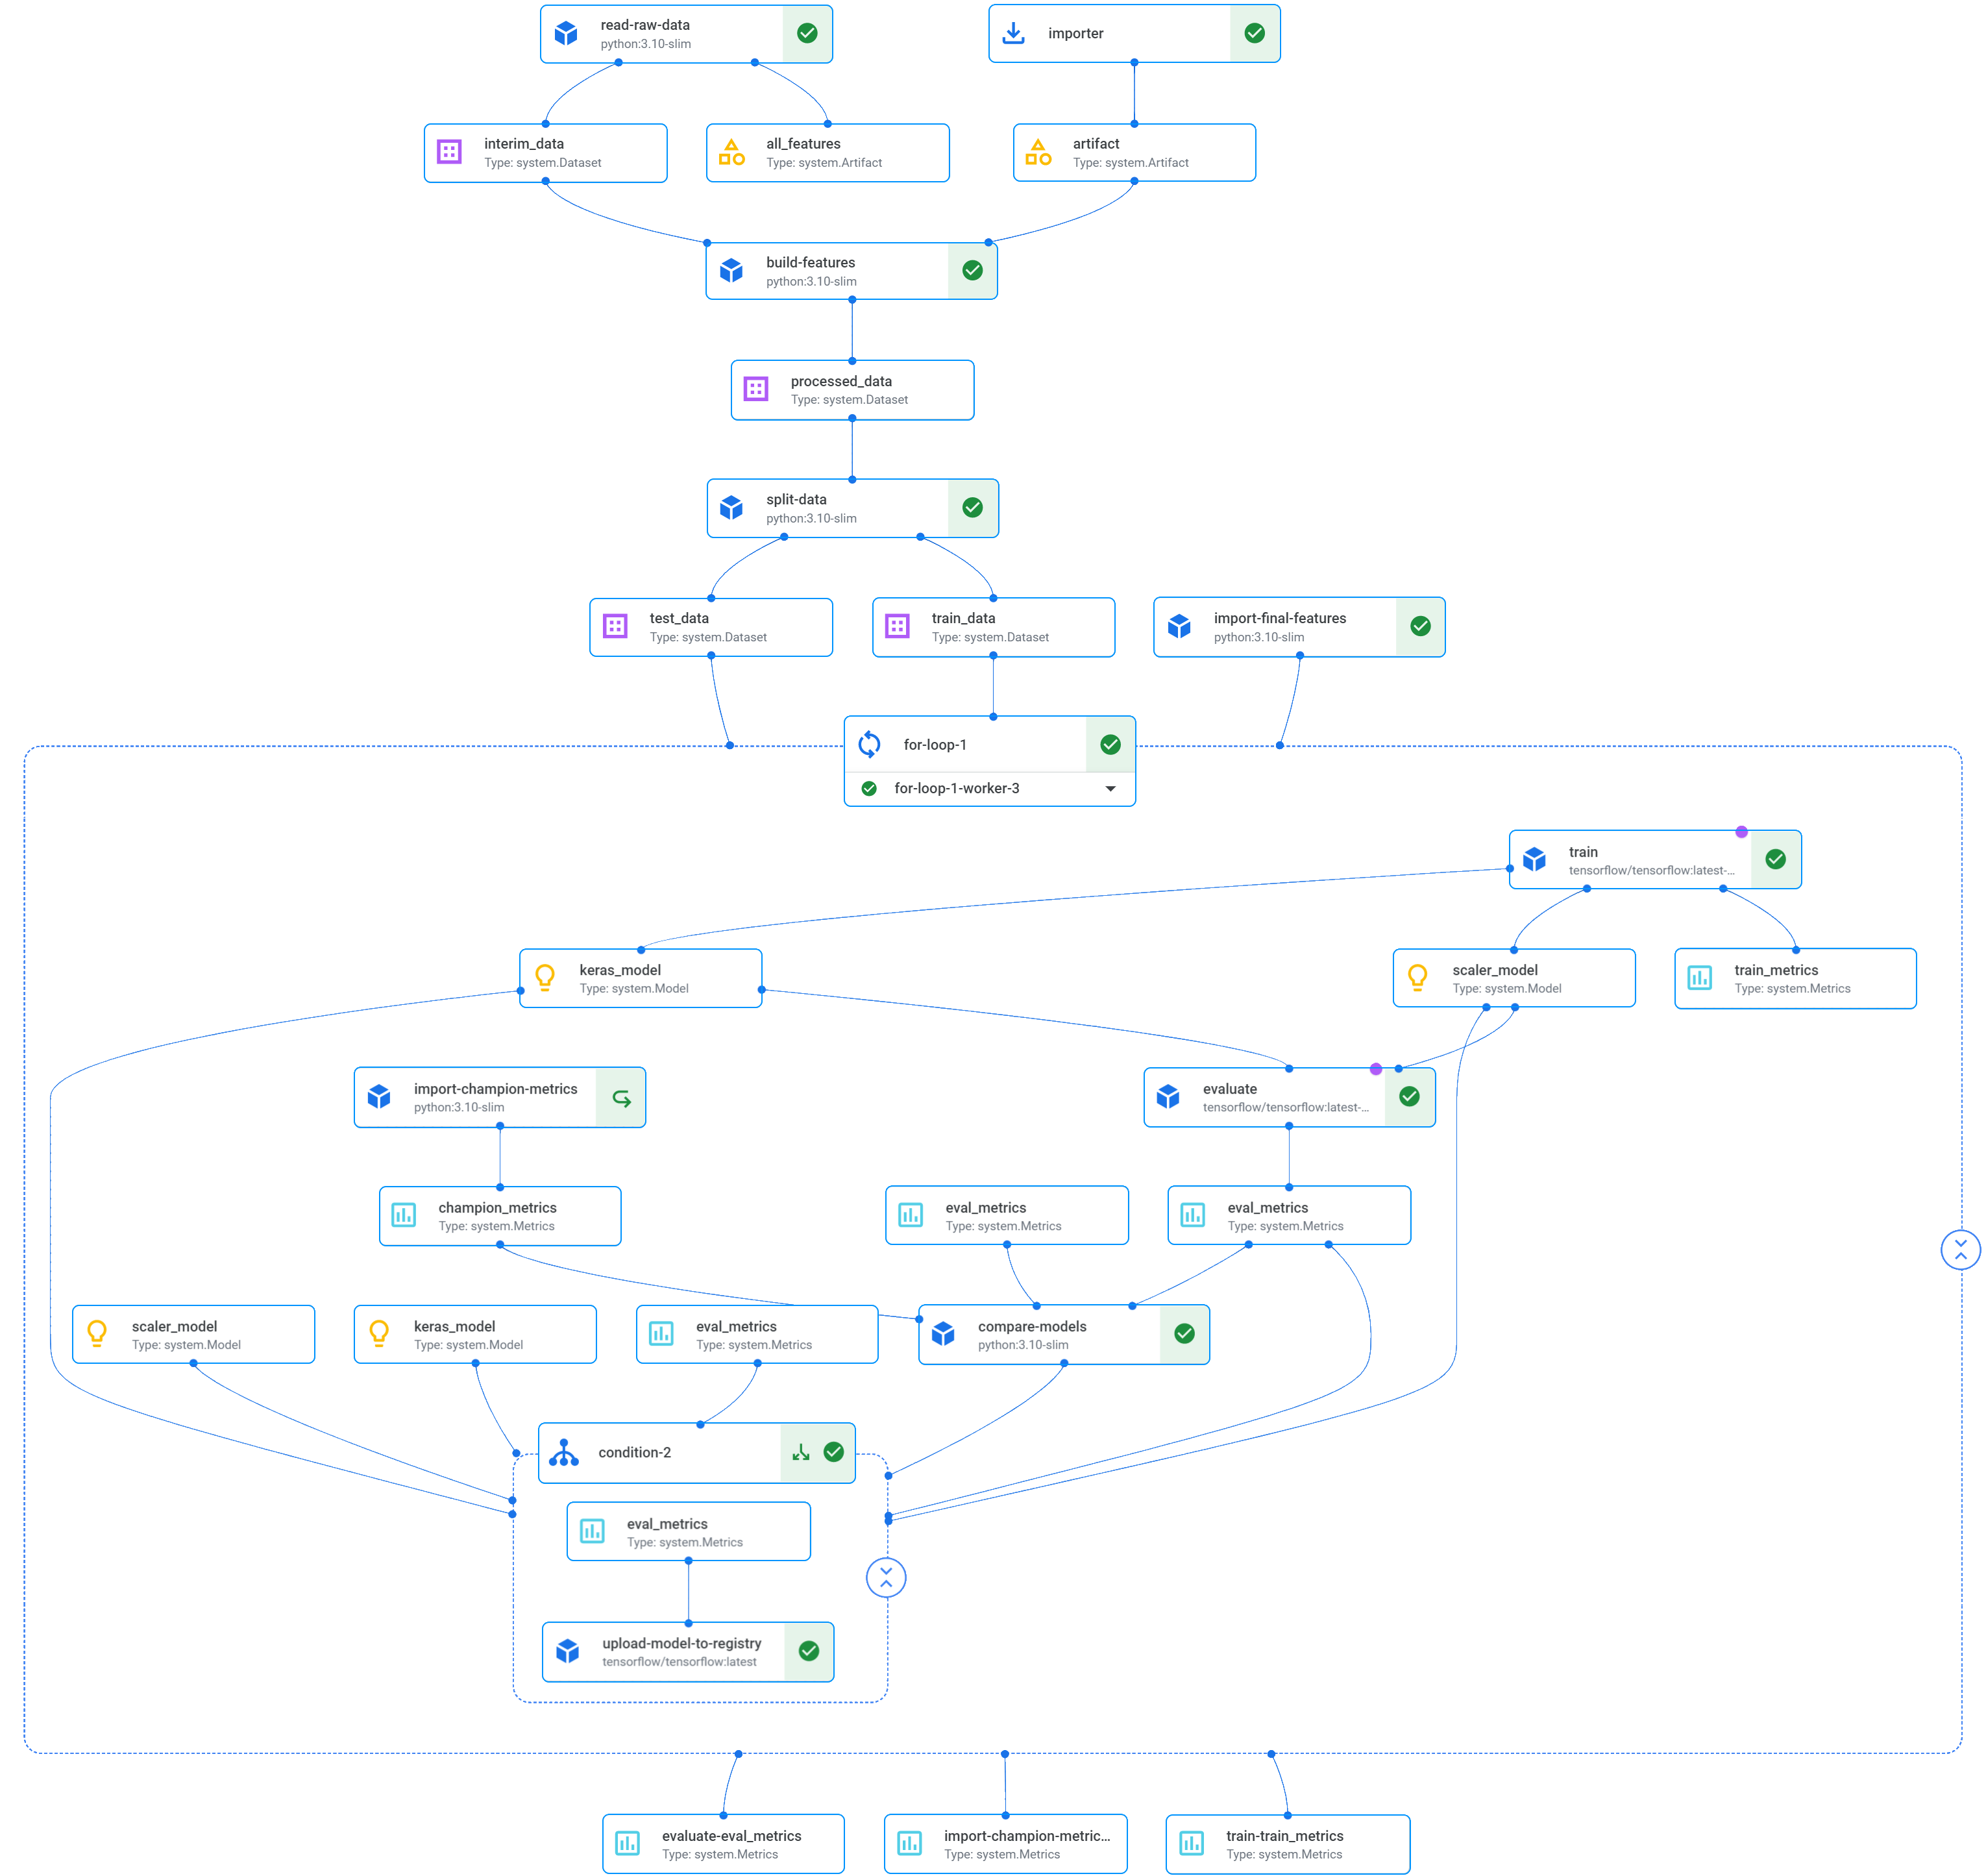 read-raw-data
python:3.10-slim
importer
interim_data
Type: system.Dataset
all_features
Type: system.Artifact
artifact
Type: system.Artifact
build-features
python:3.10-slim
processed_data
Type: system.Dataset
split-data
python:3.10-slim
test_data
Type: system.Dataset
train_data
Type: system.Dataset
import-final-features
python:3.10-slim
for-loop-1
for-loop-1-worker-3
train
tensorflow/tensorflow:latest-...
keras_model
Type: system.Model
scaler_model
Type: system.Model
train_metrics
Type: system.Metrics
import-champion-metrics
python:3.10-slim
evaluate
tensorflow/tensorflow:latest-...
champion_metrics
Type: system.Metrics
eval_metrics
Type: system.Metrics
eval_metrics
Type: system.Metrics
scaler_model
Type: system.Model
keras_model
Type: system.Model
eval_metrics
Type: system.Metrics
compare-models
python:3.10-slim
condition-2
eval_metrics
Type: system.Metrics
upload-model-to-registry
tensorflow/tensorflow:latest
evaluate-eval_metrics
Type: system.Metrics
import-champion-metric...
Type: system.Metrics
train-train_metrics
Type: system.Metrics